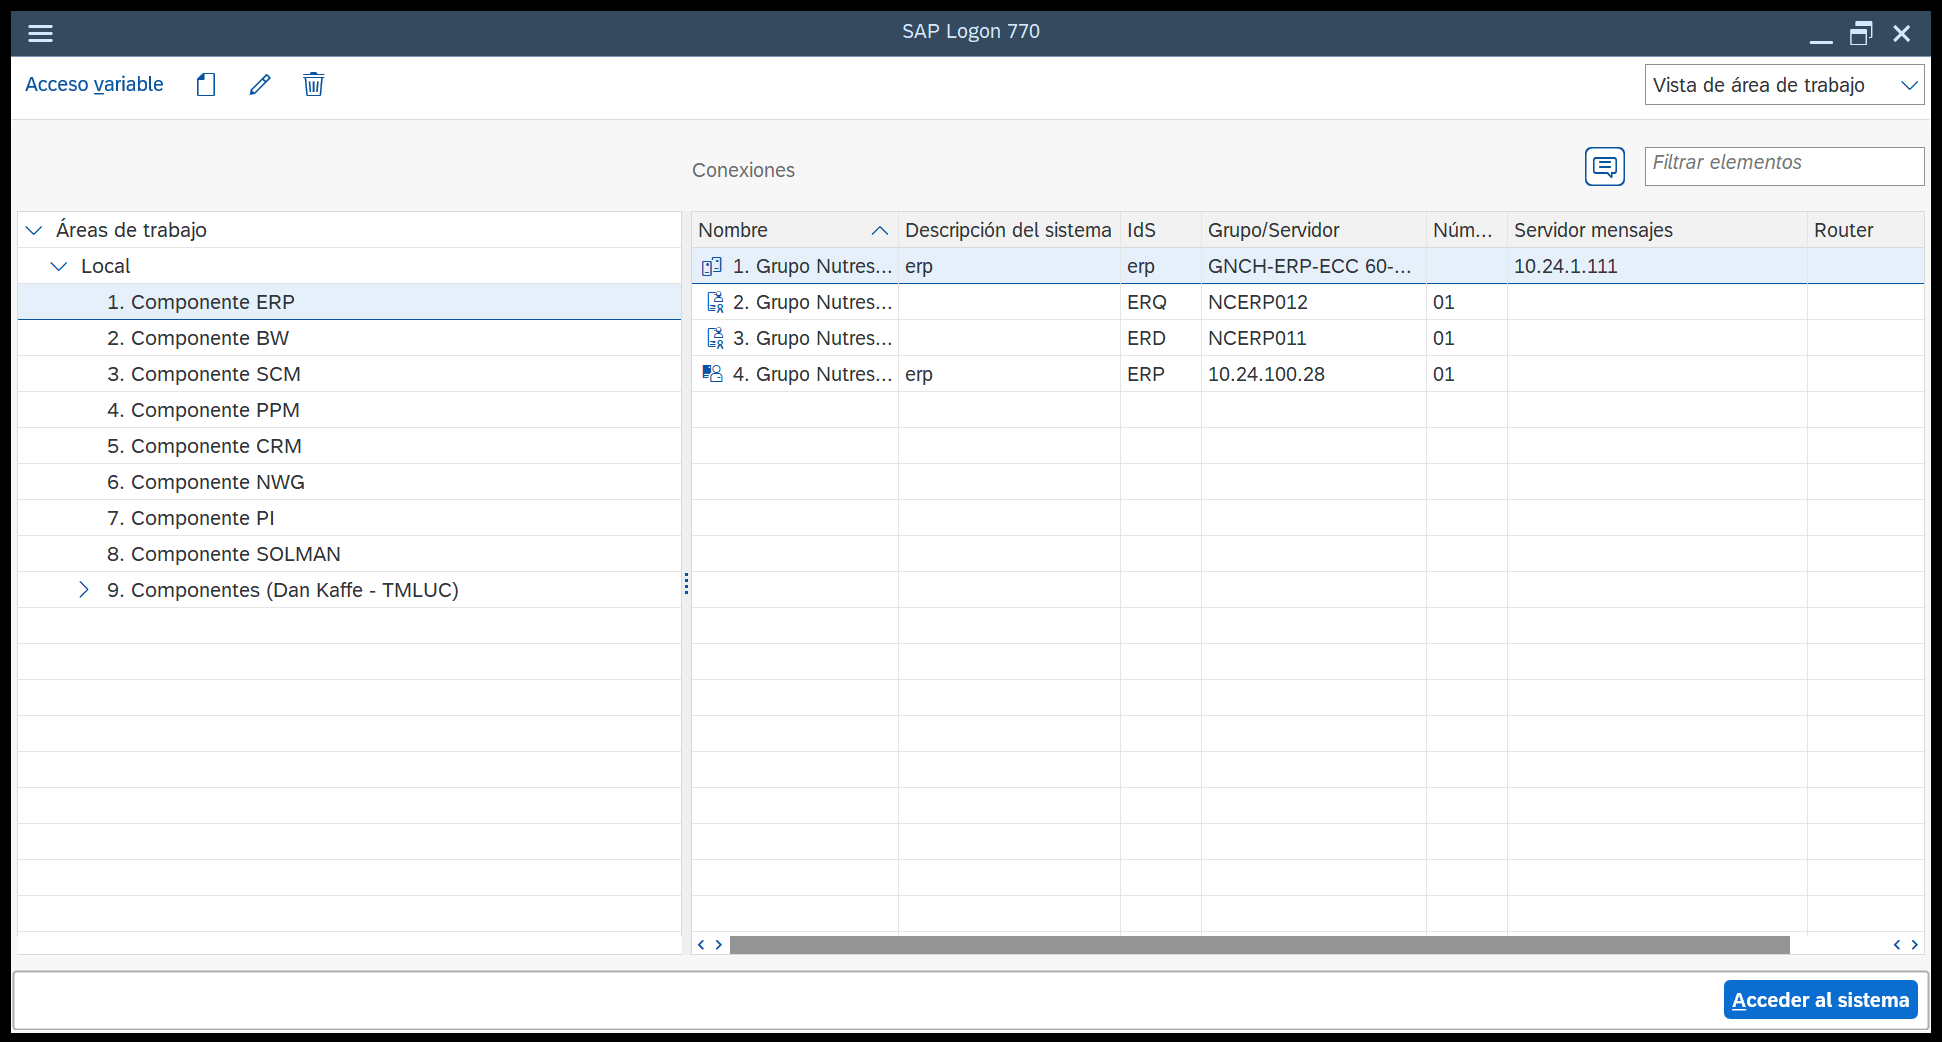 SAP Logon 770
Acceso variable
Vista de área de trabajo
Conexiones
Filtrar elementos
Áreas de trabajo
Local
1. Componente ERP
2. Componente BW
3. Componente SCM
4. Componente PPM
5. Componente CRM
6. Componente NWG
7. Componente PI
8. Componente SOLMAN
9. Componentes (Dan Kaffe - TMLUC)
Nombre Descripción del sistema IdS Grupo/Servidor Núm... Servidor mensajes Router
1. Grupo Nutres... erp erp GNCH-ERP-ECC 60-... 10.24.1.111
2. Grupo Nutres... ERQ NCERP012 01
3. Grupo Nutres... ERD NCERP011 01
4. Grupo Nutres... erp ERP 10.24.100.28 01
Acceder al sistema